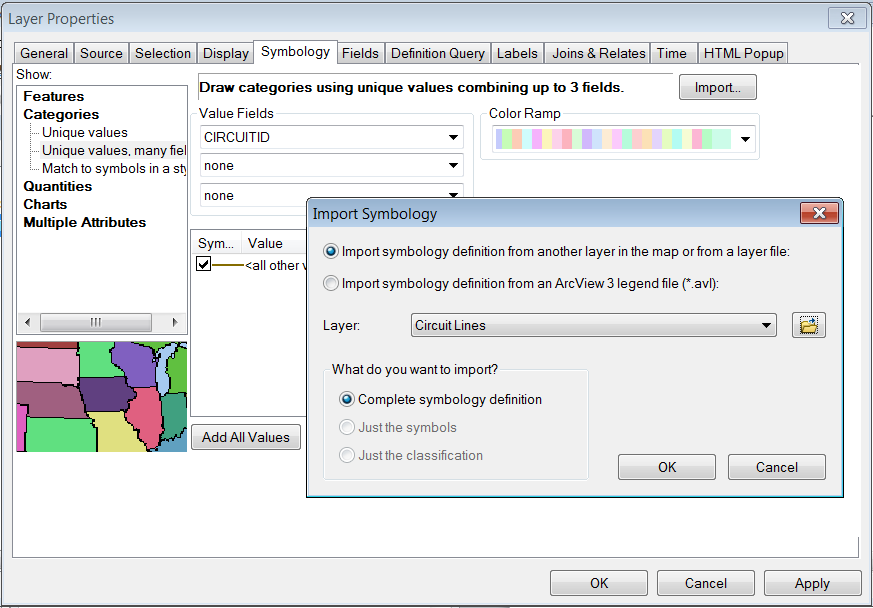 Layer Properties
General Source Selection Display Symbology Fields Definition Query Labels Joins & Relates Time HTML Popup
Show:
Features
Categories
Unique values
Unique values, many fiel
Match to symbols in a sty
Quantities
Charts
Multiple Attributes
Draw categories using unique values combining up to 3 fields.
Import...
Value Fields
CIRCUITID
none
none
Color Ramp
Sym... Value
<all other v
Add All Values
Import Symbology
Import symbology definition from another layer in the map or from a layer file:
Import symbology definition from an ArcView 3 legend file (*.avl):
Layer: Circuit Lines
What do you want to import?
Complete symbology definition
Just the symbols
Just the classification
OK Cancel
OK Cancel Apply